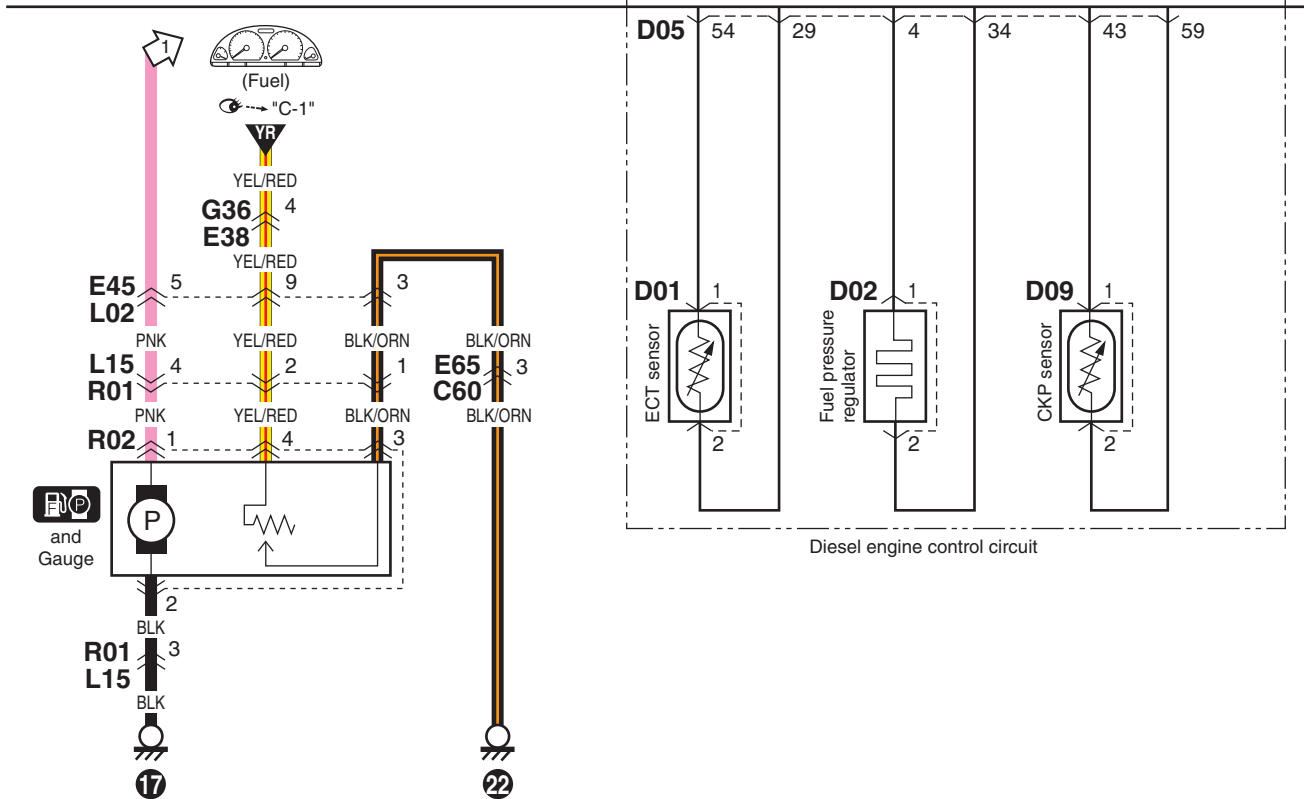 1
(Fuel)
"C-1"
YR
YEL/RED
G36 4
E38
YEL/RED
E45 5 9 3
L02
PNK YEL/RED BLK/ORN BLK/ORN
L15 4 2 1 E65 3
R01 C60
PNK YEL/RED BLK/ORN BLK/ORN
R02 1 4 3
P
P
and
Gauge
2
BLK
R01 3
L15
BLK
17 22
D05 54 29 4 34 43 59
D01 1 D02 1 D09 1
ECT sensor
Fuel pressure
regulator
CKP sensor
2 2 2
Diesel engine control circuit